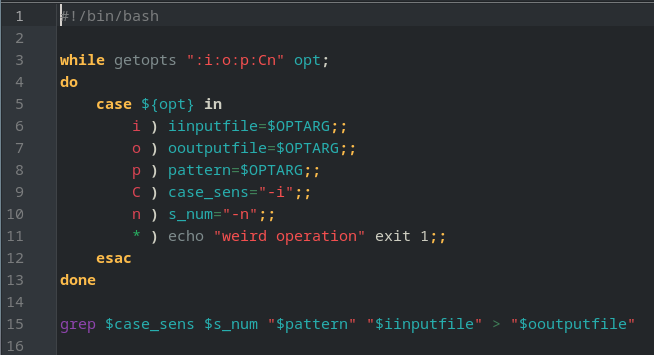 1 #!/bin/bash
2
3 while getopts ":i:o:p:Cn" opt;
4 do
5     case ${opt} in
6         i ) iinputfile=$OPTARG;;
7         o ) ooutputfile=$OPTARG;;
8         p ) pattern=$OPTARG;;
9         C ) case_sens="-i";;
10         n ) s_num="-n";;
11         * ) echo "weird operation" exit 1;;
12     esac
13 done
14
15 grep $case_sens $s_num "$pattern" "$iinputfile" > "$ooutputfile"
16